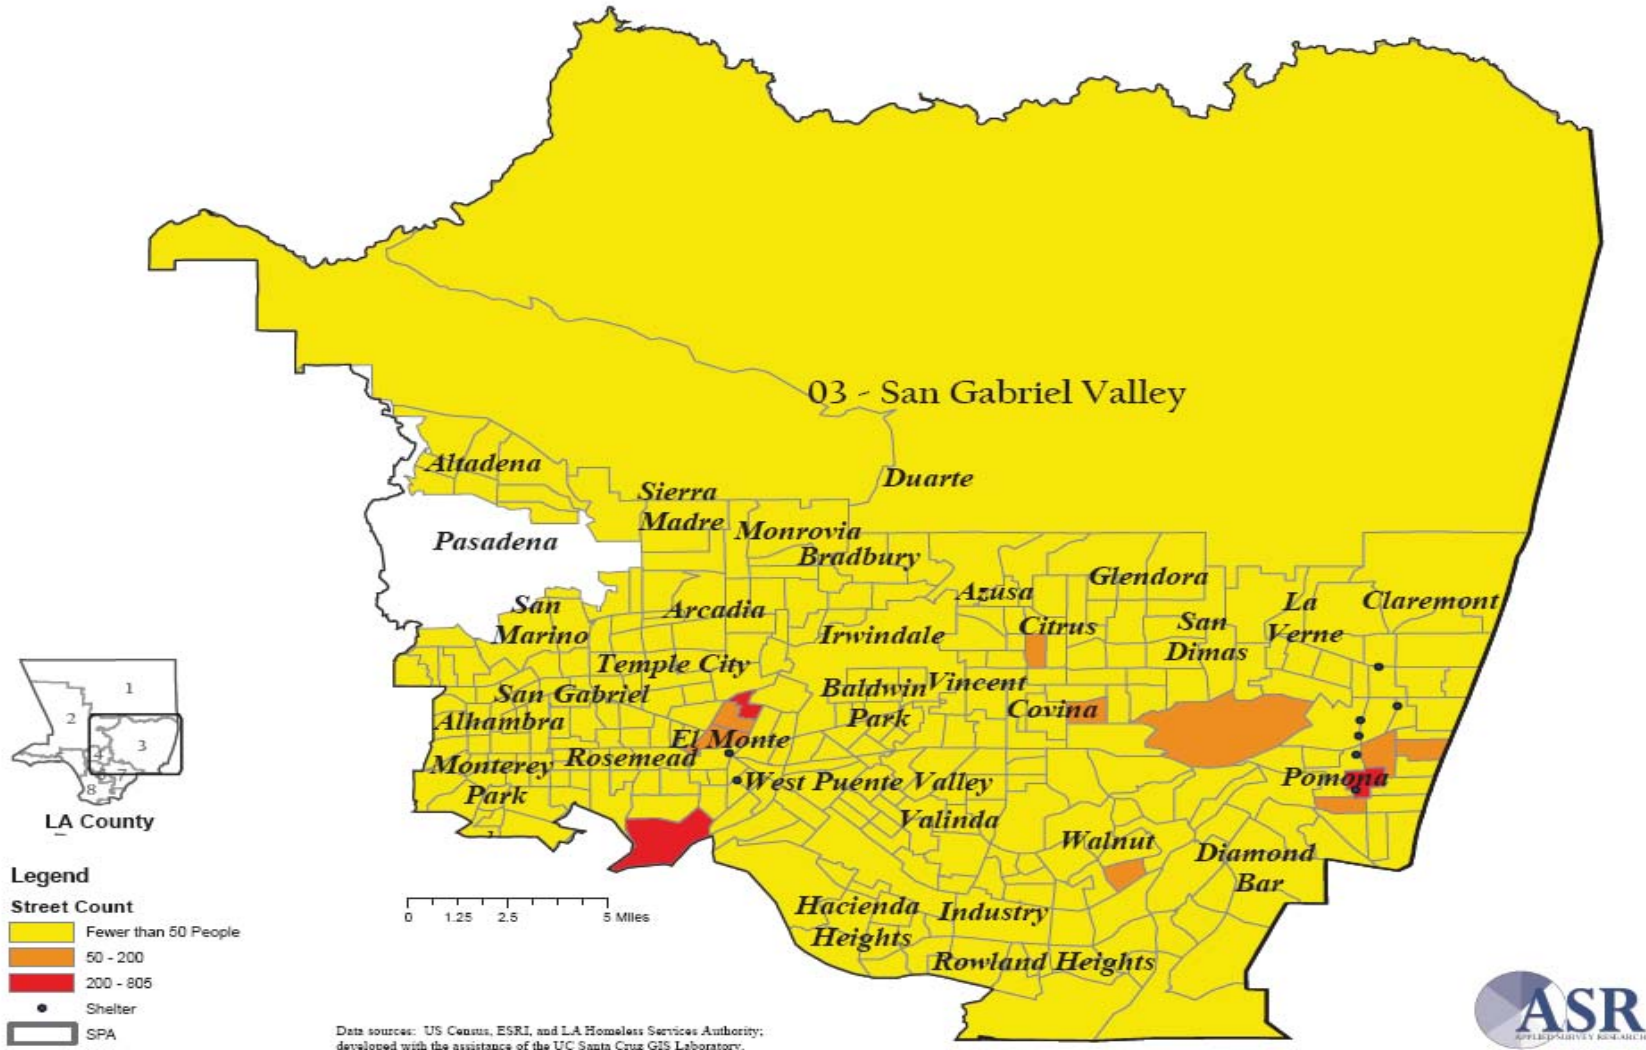 03 - San Gabriel Valley
Altadena
Duarte
Sierra
Madre
Monrovia
Pasadena
Bradbury
Glendora
Azusa
La
Verne
Claremont
San
Marino
Arcadia
Irwindale
Citrus
San
Dimas
Temple City
San Gabriel
Baldwin
Park
Vincent
Covina
Alhambra
El Monte
Rosemead
Monterey
Park
West Puente Valley
Pomona
Valinda
Walnut
Diamond
Bar
Hacienda
Heights
Industry
Rowland Heights
1
2
3
4
7
8
LA County
Legend
Street Count
Fewer than 50 People
50 - 200
200 - 805
Shelter
SPA
0 1.25 2.5 5 Miles
Data sources: US Census, ESRI, and LA Homeless Services Authority;
developed with the assistance of the UC Santa Cruz GIS Laboratory.
ASR
APPLIED SURVEY RESEARCH